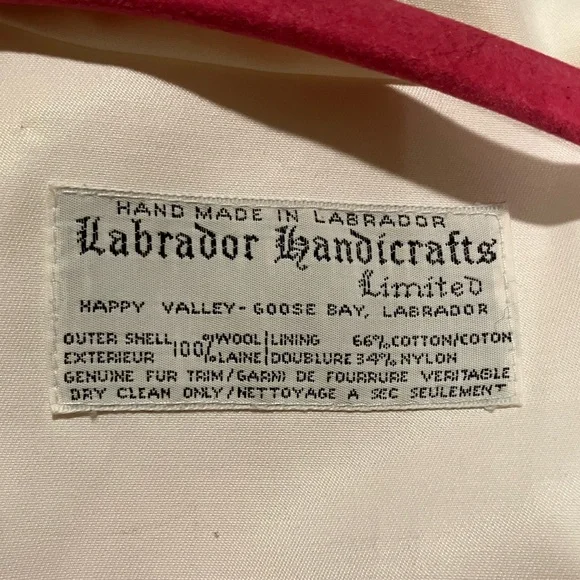 HAND MADE IN LABRADOR
Labrador Handicrafts
Limited
HAPPY VALLEY-GOOSE BAY, LABRADOR
OUTER SHELL 100% WOOL | LINING 66% COTTON/COTON
EXTERIEUR LAINE | DOUBLURE 34% NYLON
GENUINE FUR TRIM/GARNI DE FOURRURE VERITABLE
DRY CLEAN ONLY/NETTOYAGE A SEC SEULEMENT